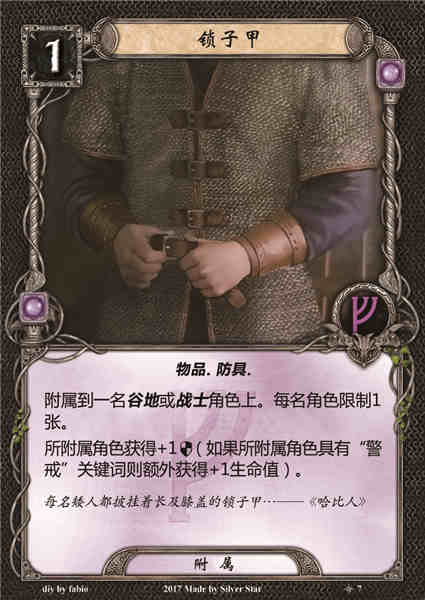 锁子甲
1
物品. 防具.
附属到一名谷地或战士角色上。每名角色限制1
张。
所附属角色获得+1（如果所附属角色具有“警
戒”关键词则额外获得+1生命值）。
每名矮人都披挂着长及膝盖的锁子甲……——《哈比人》
附属
diy by fabio
2017 Made by Silver Star
7